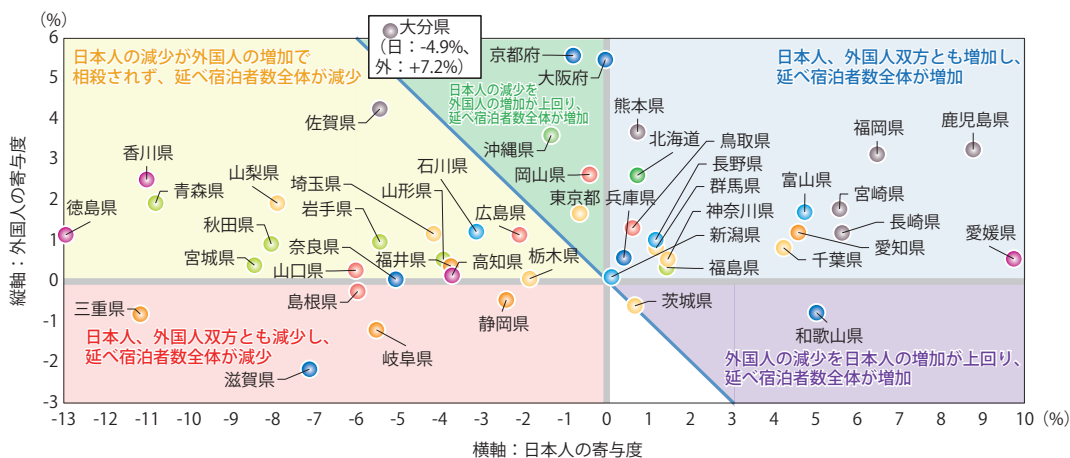 (%)
大分県
（日：-4.9%、
外：+7.2%）
日本人の減少が外国人の増加で
相殺されず、延べ宿泊者数全体が減少
日本人の減少を
外国人の増加が上回り、
延べ宿泊者数全体が増加
日本人、外国人双方とも増加し、
延べ宿泊者数全体が増加
日本人、外国人双方とも減少し、
延べ宿泊者数全体が減少
外国人の減少を日本人の増加が上回り、
延べ宿泊者数全体が増加
京都府
大阪府
佐賀県
沖縄県
熊本県
北海道
鳥取県
福岡県
鹿児島県
香川県
青森県
山梨県
埼玉県
山形県
石川県
岡山県
東京都
兵庫県
長野県
群馬県
神奈川県
新潟県
富山県
宮崎県
長崎県
愛知県
愛媛県
千葉県
徳島県
秋田県
岩手県
広島県
宮城県
奈良県
福井県
高知県
栃木県
福島県
山口県
島根県
静岡県
茨城県
三重県
岐阜県
滋賀県
和歌山県
6
5
4
3
2
1
0
-1
-2
-3
-13 -11 -9 -8 -7 -6 -5 -4 -3 -2 -1 0 1 2 3 4 5 6 7 8 9 10 (%)
縦軸：外国人の寄与度
横軸：日本人の寄与度